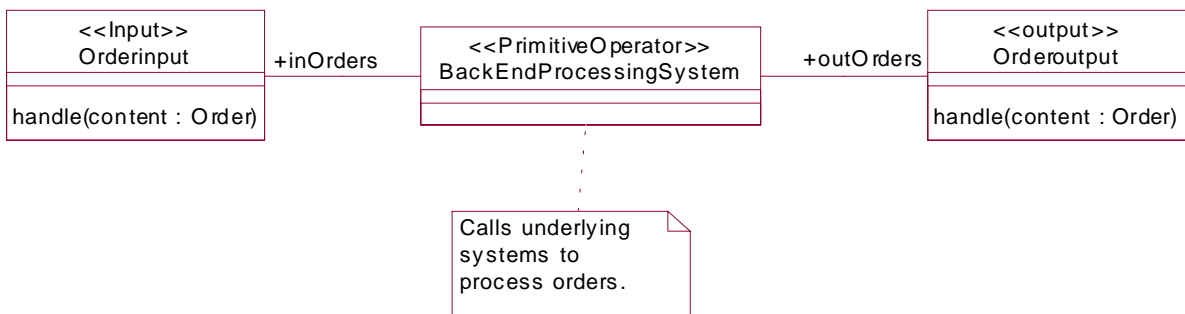 <<Input>>
Orderinput
handle(content : Order)
+inOrders
<<PrimitiveOperator>>
BackEndProcessingSystem
+outOrders
<<output>>
Orderoutput
handle(content : Order)
Calls underlying
systems to
process orders.